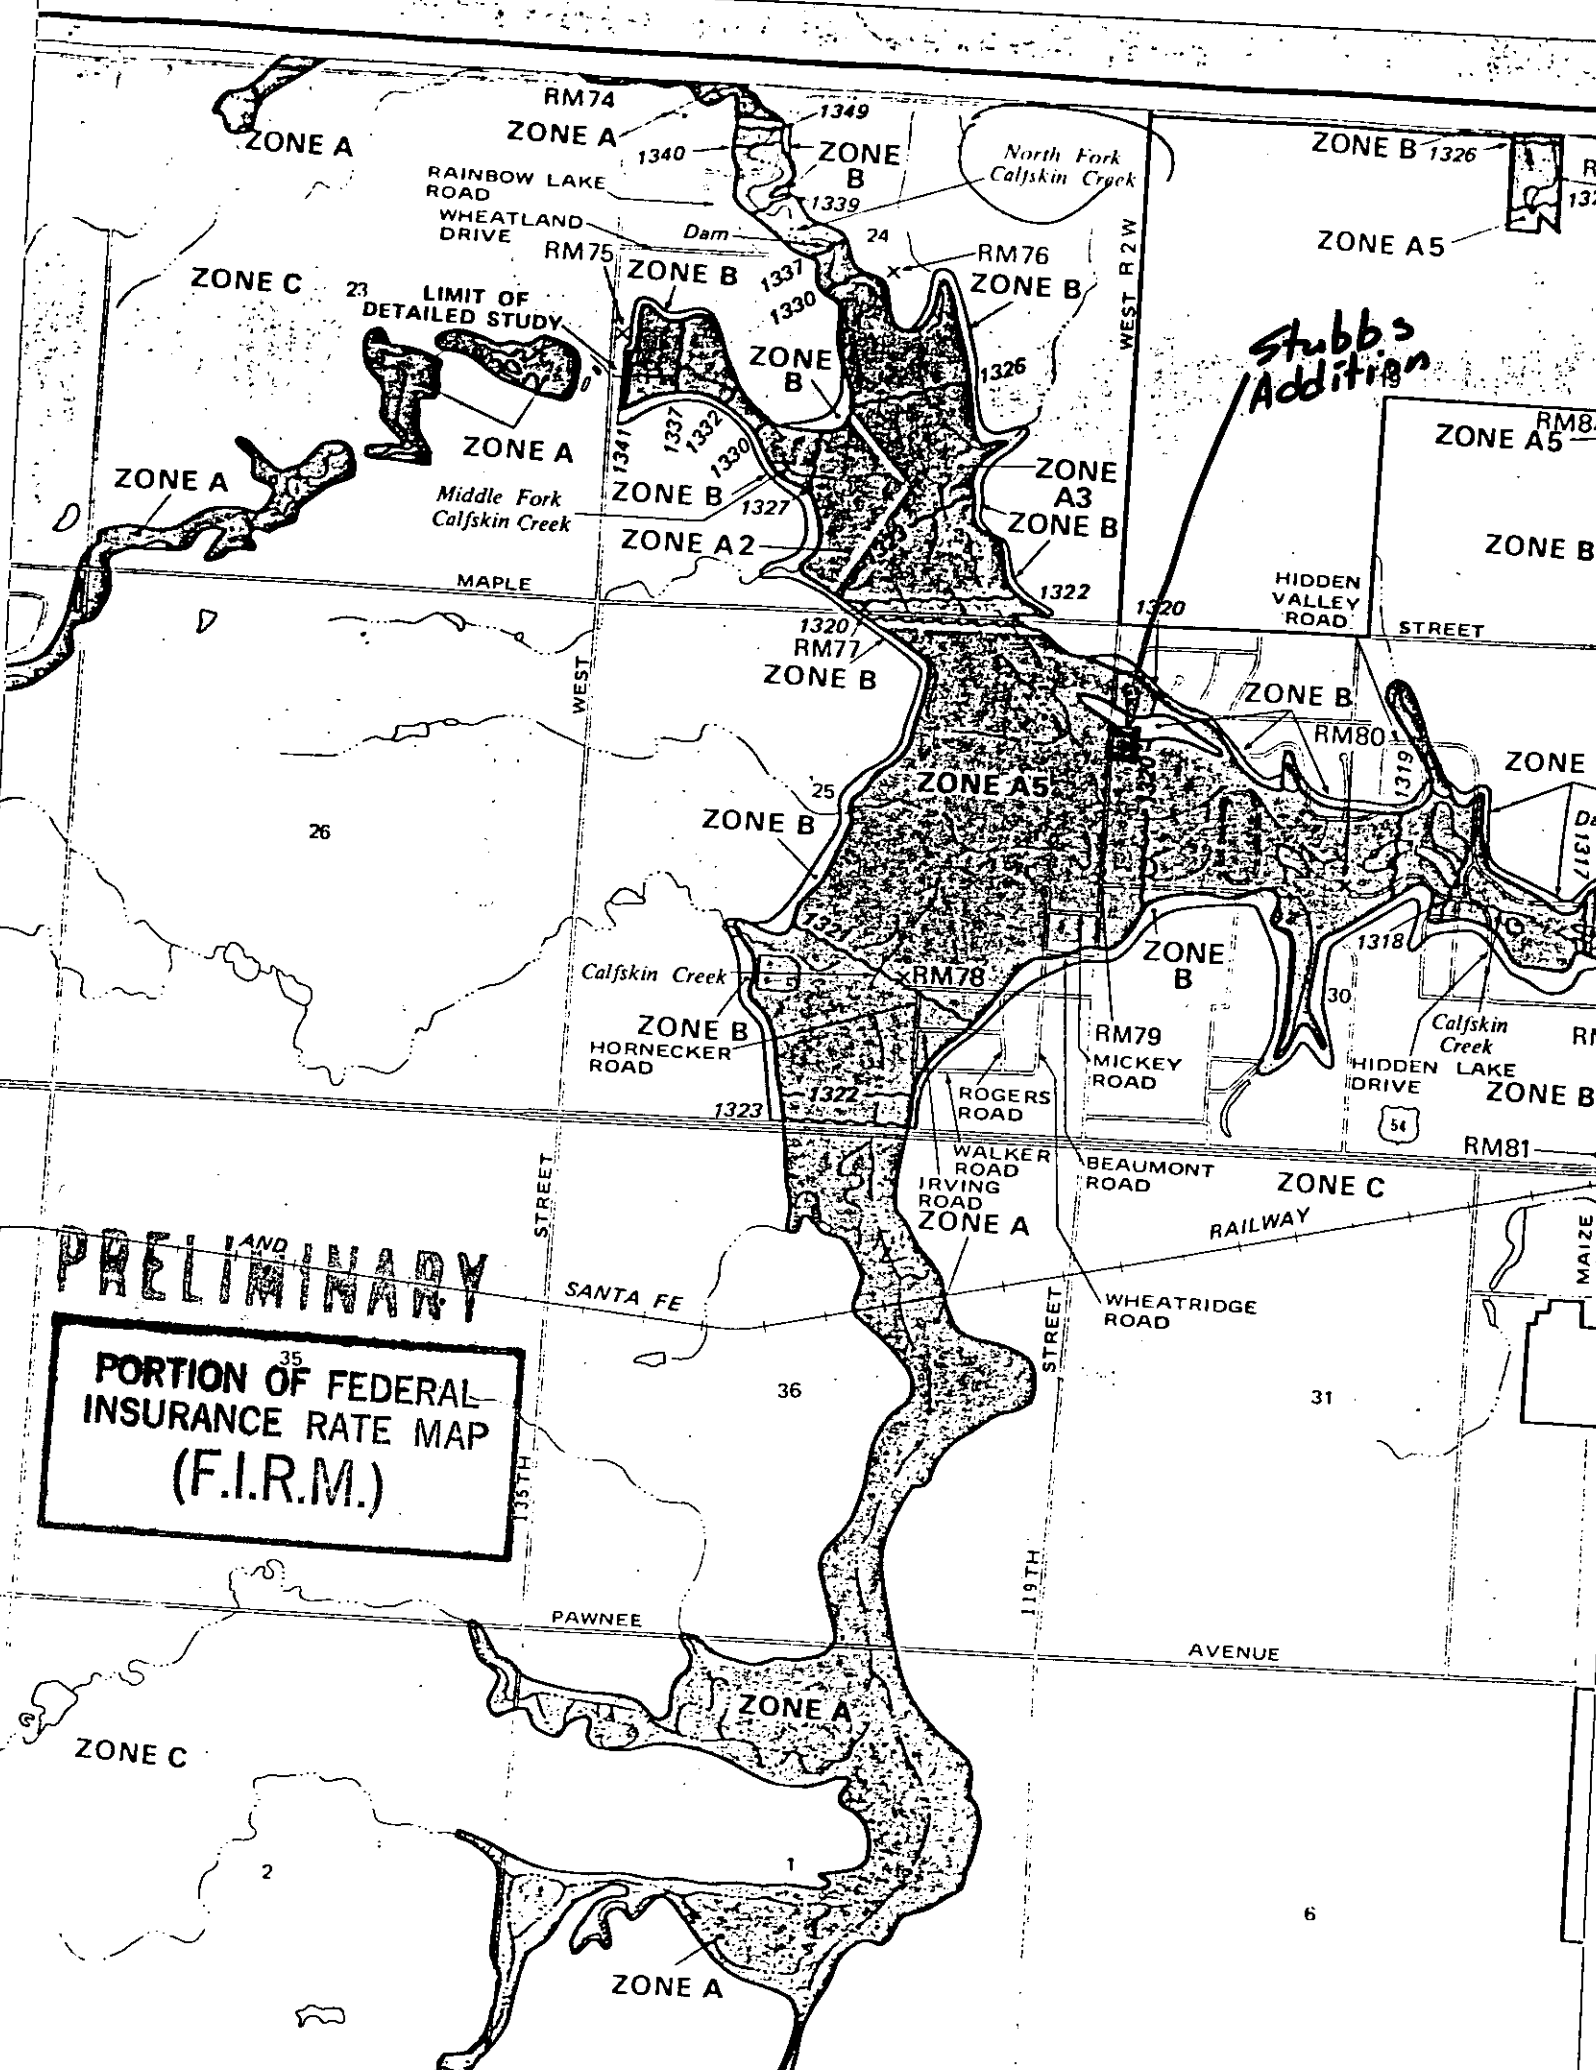 RM74
ZONE A
ZONE A
1349
1340
ZONE
B
North Fork
Calfskin Creek
ZONE B
1326
RAINBOW LAKE
ROAD
1339
WHEATLAND
DRIVE
Dam
24
WEST R 2 W
ZONE A5
RM75
ZONE B
1337
RM76
ZONE B
ZONE C
23
LIMIT OF
DETAILED STUDY
1330
Stubbs
Addition
19
ZONE
B
1326
ZONE A5
ZONE A
1341
1337
1332
1330
ZONE
A3
ZONE A
Middle Fork
Calfskin Creek
ZONE B
1327
ZONE B
ZONE B
ZONE A2
MAPLE
1322
1320
HIDDEN
VALLEY
ROAD
STREET
1320
RM77
ZONE B
WEST
ZONE B
RM80
1319
ZONE
ZONE A5
1320
25
ZONE B
26
1317
1321
1318
ZONE
B
Calfskin Creek
RM78
30
ZONE B
HORNECKER
ROAD
RM79
MICKEY
ROAD
Calfskin
Creek
HIDDEN LAKE
DRIVE
ZONE B
1322
1323
ROGERS
ROAD
54
RM81
WALKER
ROAD
IRVING
ROAD
BEAUMONT
ROAD
ZONE C
STREET
ZONE A
RAILWAY
MAIZE
PRELIMINARY
AND
SANTA FE
WHEATRIDGE
ROAD
STREET
35
PORTION OF FEDERAL
INSURANCE RATE MAP
(F.I.R.M.)
36
31
135TH
119TH
PAWNEE
AVENUE
ZONE A
ZONE C
2
1
6
ZONE A